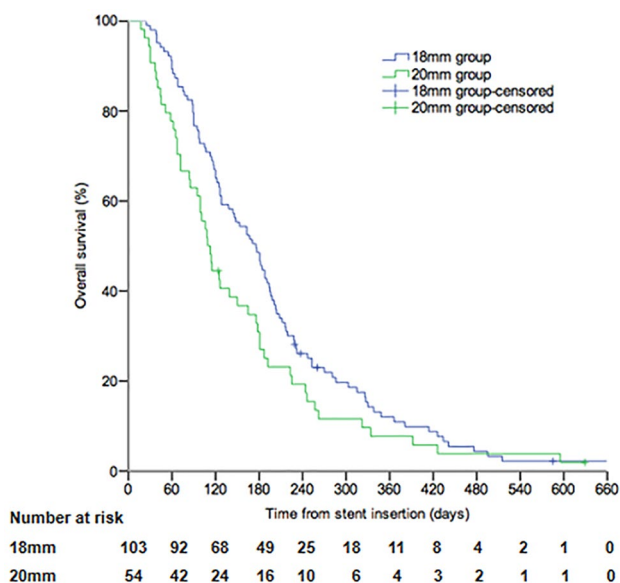 100
80
60
40
20
0
Overall survival (%)
18mm group
20mm group
18mm group-censored
20mm group-censored
0 60 120 180 240 300 360 420 480 540 600 660
Time from stent insertion (days)
Number at risk
18mm 103 92 68 49 25 18 11 8 4 2 1 0
20mm 54 42 24 16 10 6 4 3 2 1 1 0